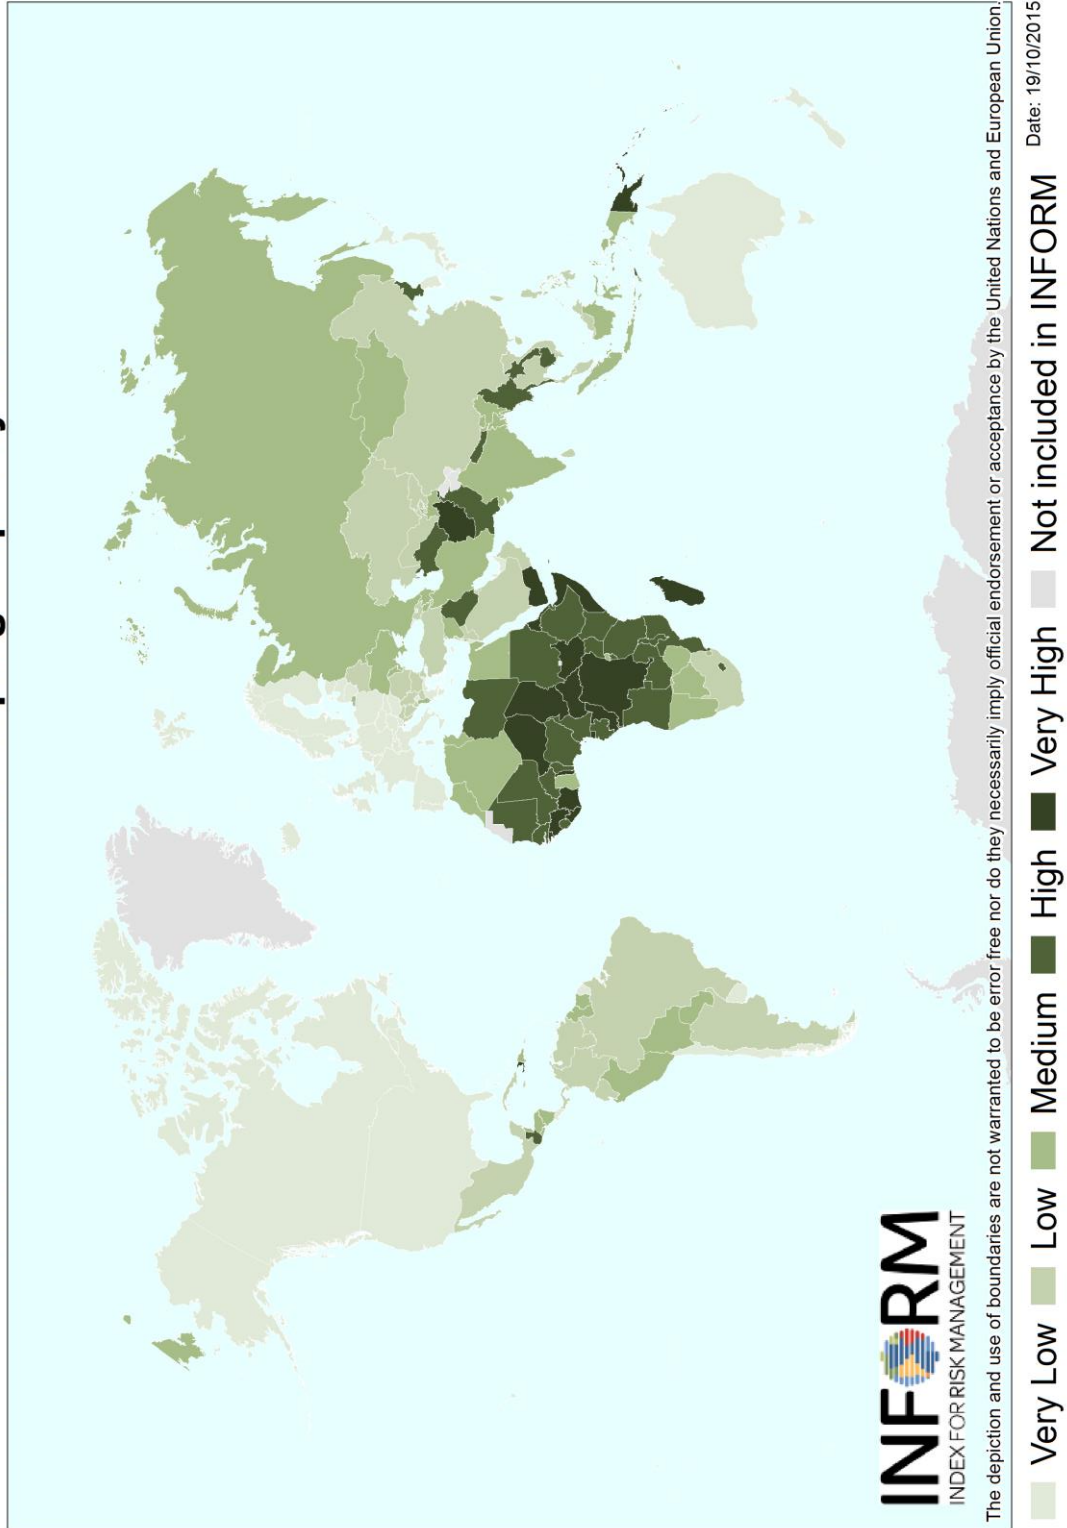 INFORM
INDEX FOR RISK MANAGEMENT
The depiction and use of boundaries are not warranted to be error free nor do they necessarily imply official endorsement or acceptance by the United Nations and European Union.
Very Low Low Medium High Very High Not included in INFORM Date: 19/10/2015